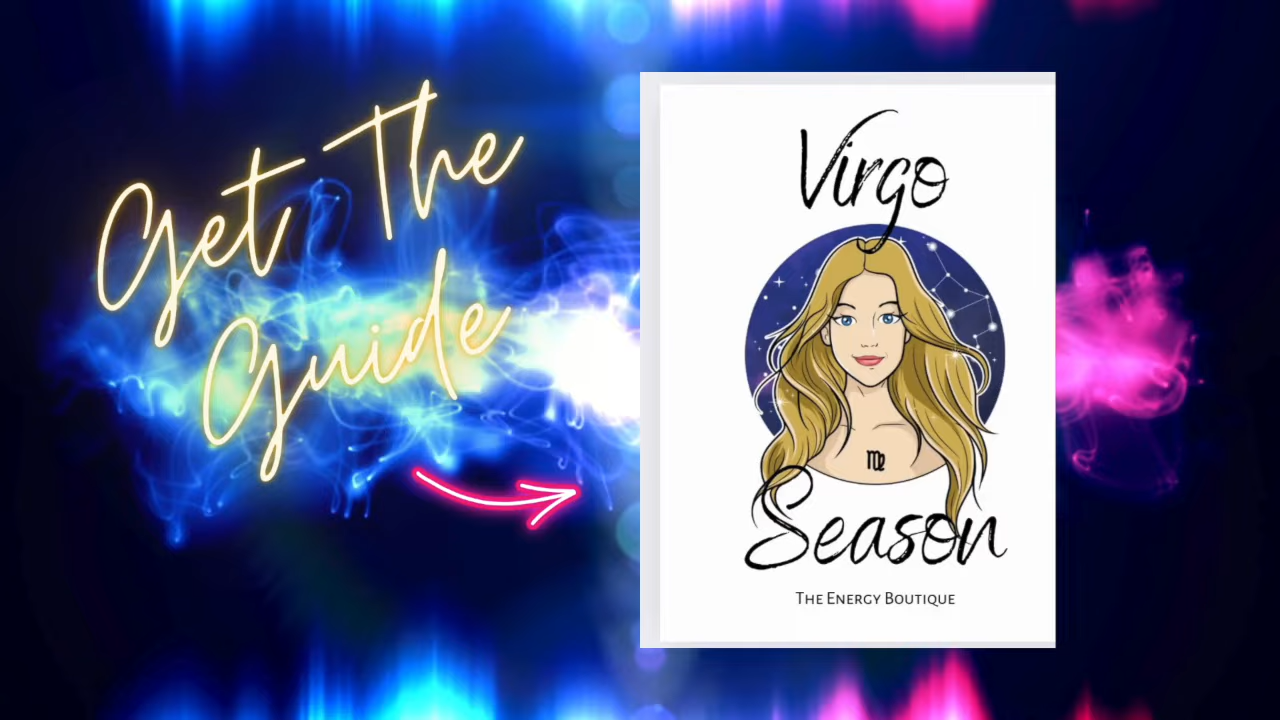 Get The
Guide
Virgo
♍
Season
The Energy Boutique